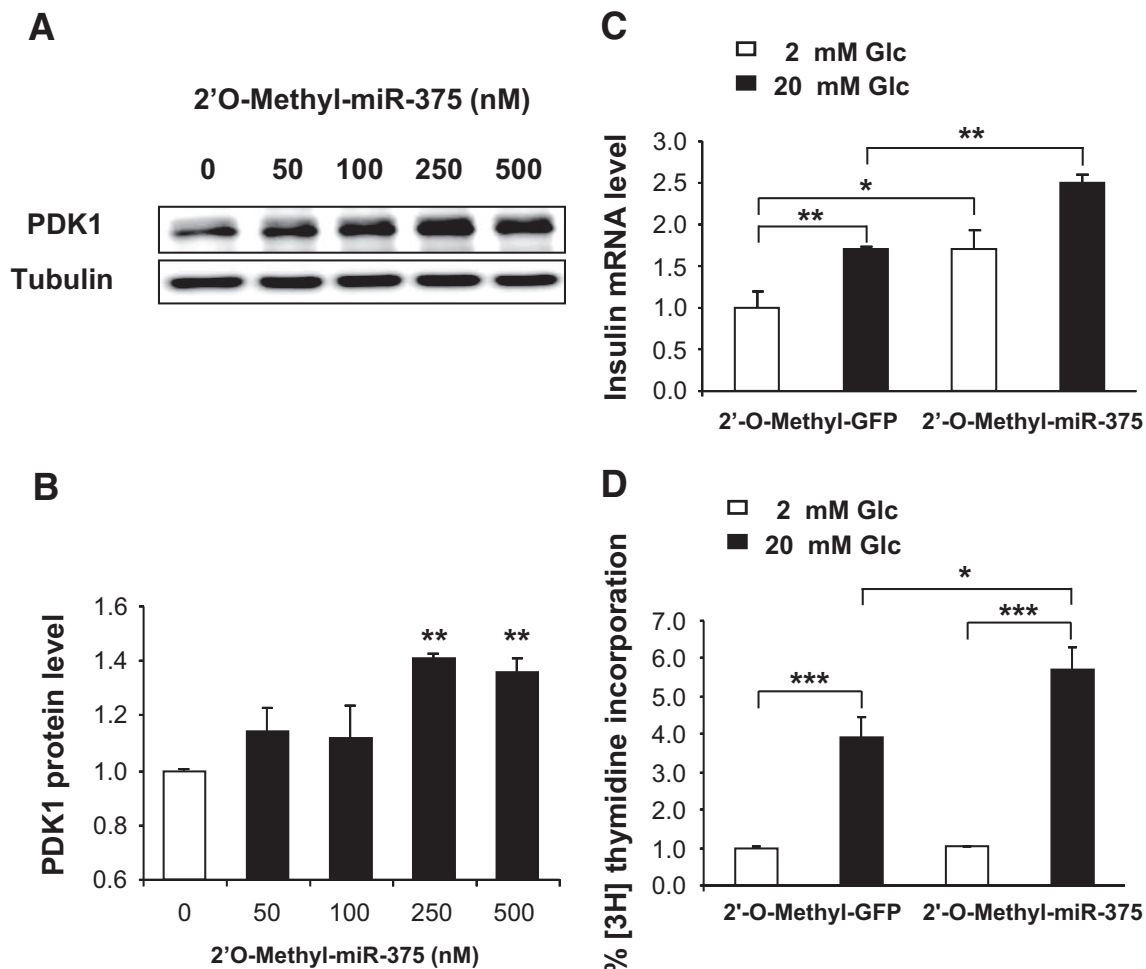 A
2’O-Methyl-miR-375 (nM)
0 50 100 250 500
PDK1
Tubulin
B
PDK1 protein level
1.6
1.4
1.2
1.0
0.8
0.6
** **
0 50 100 250 500
2’O-Methyl-miR-375 (nM)
C
2 mM Glc
20 mM Glc
Insulin mRNA level
3.0
2.5
2.0
1.5
1.0
0.5
0.0
**
*
**
2'-O-Methyl-GFP 2'-O-Methyl-miR-375
D
2 mM Glc
20 mM Glc
% [3H] thymidine incorporation
7.0
6.0
5.0
4.0
3.0
2.0
1.0
0.0
*
***
***
2'-O-Methyl-GFP 2'-O-Methyl-miR-375